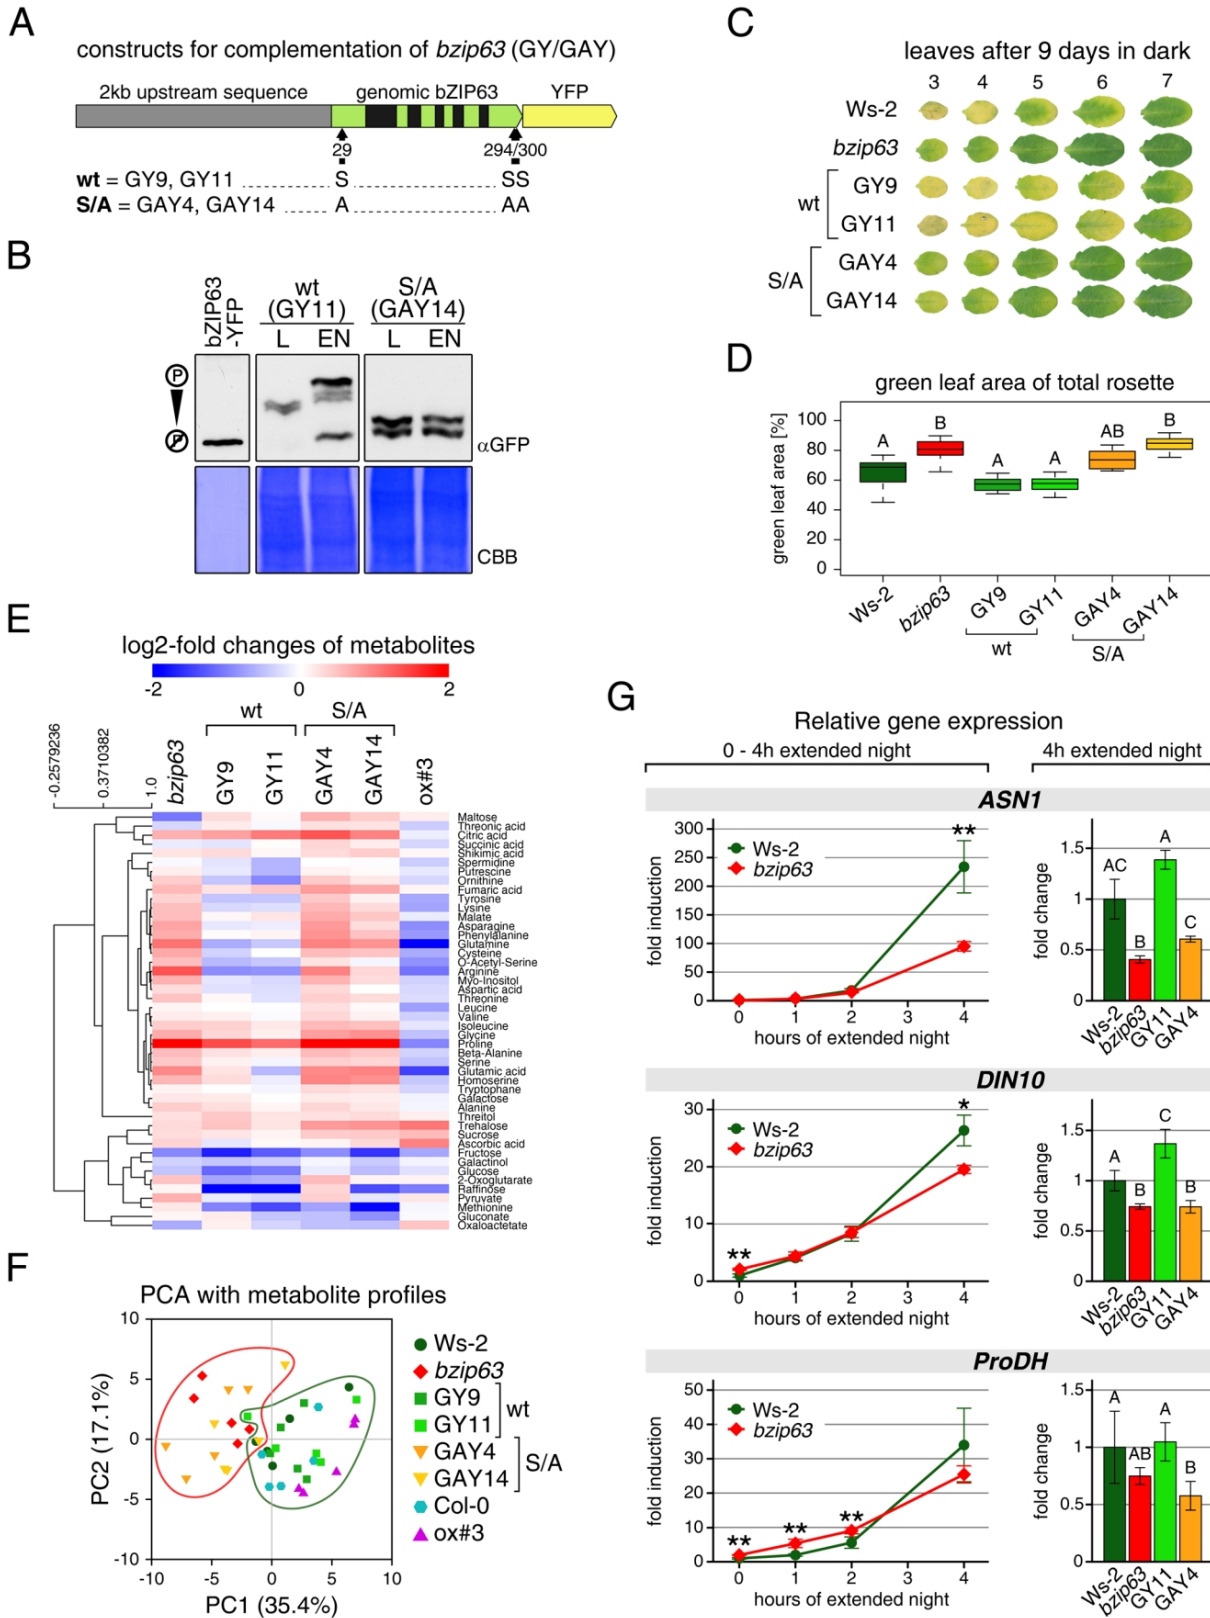 A
constructs for complementation of bzip63 (GY/GAY)
2kb upstream sequence genomic bZIP63 YFP
29 294/300
wt = GY9, GY11 S SS
S/A = GAY4, GAY14 A AA
B
bZIP63
-YFP
wt
(GY11)
S/A
(GAY14)
L EN L EN
P
P
αGFP
CBB
C
leaves after 9 days in dark
3 4 5 6 7
Ws-2
bzip63
wt
GY9
GY11
S/A
GAY4
GAY14
D
green leaf area of total rosette
green leaf area [%]
100
80
60
40
20
0
A B A A AB B
Ws-2 bzip63 GY9 GY11 GAY4 GAY14
wt S/A
E
log2-fold changes of metabolites
-2 0 2
wt S/A
-0.2579236 0.3710382 1.0
bzip63 GY9 GY11 GAY4 GAY14 ox#3
Maltose
Threonic acid
Citric acid
Succinic acid
Shikimic acid
Spermidine
Putrescine
Ornithine
Fumaric acid
Tyrosine
Lysine
Malate
Asparagine
Phenylalanine
Glutamine
Cysteine
O-Acetyl-Serine
Arginine
Myo-Inositol
Aspartic acid
Threonine
Leucine
Valine
Isoleucine
Glycine
Proline
Beta-Alanine
Serine
Glutamic acid
Homoserine
Tryptophane
Galactose
Alanine
Threitol
Trehalose
Sucrose
Ascorbic acid
Fructose
Galactinol
Glucose
2-Oxoglutarate
Raffinose
Pyruvate
Methionine
Gluconate
Oxaloactetate
F
PCA with metabolite profiles
PC2 (17.1%)
10
5
0
-5
-10
-10 -5 0 5 10
PC1 (35.4%)
Ws-2
bzip63
GY9
GY11
wt
GAY4
GAY14
S/A
Col-0
ox#3
G
Relative gene expression
0 - 4h extended night 4h extended night
ASN1
fold induction
300
250
200
150
100
50
0
Ws-2
bzip63
**
0 1 2 3 4
hours of extended night
fold change
1.5
1
0.5
0
AC B A C
Ws-2 bzip63 GY11 GAY4
DIN10
fold induction
30
20
10
0
Ws-2
bzip63
** *
0 1 2 3 4
hours of extended night
fold change
1.5
1
0.5
0
A B C B
Ws-2 bzip63 GY11 GAY4
ProDH
fold induction
50
40
30
20
10
0
Ws-2
bzip63
** ** **
0 1 2 3 4
hours of extended night
fold change
1.5
1
0.5
0
A AB A B
Ws-2 bzip63 GY11 GAY4